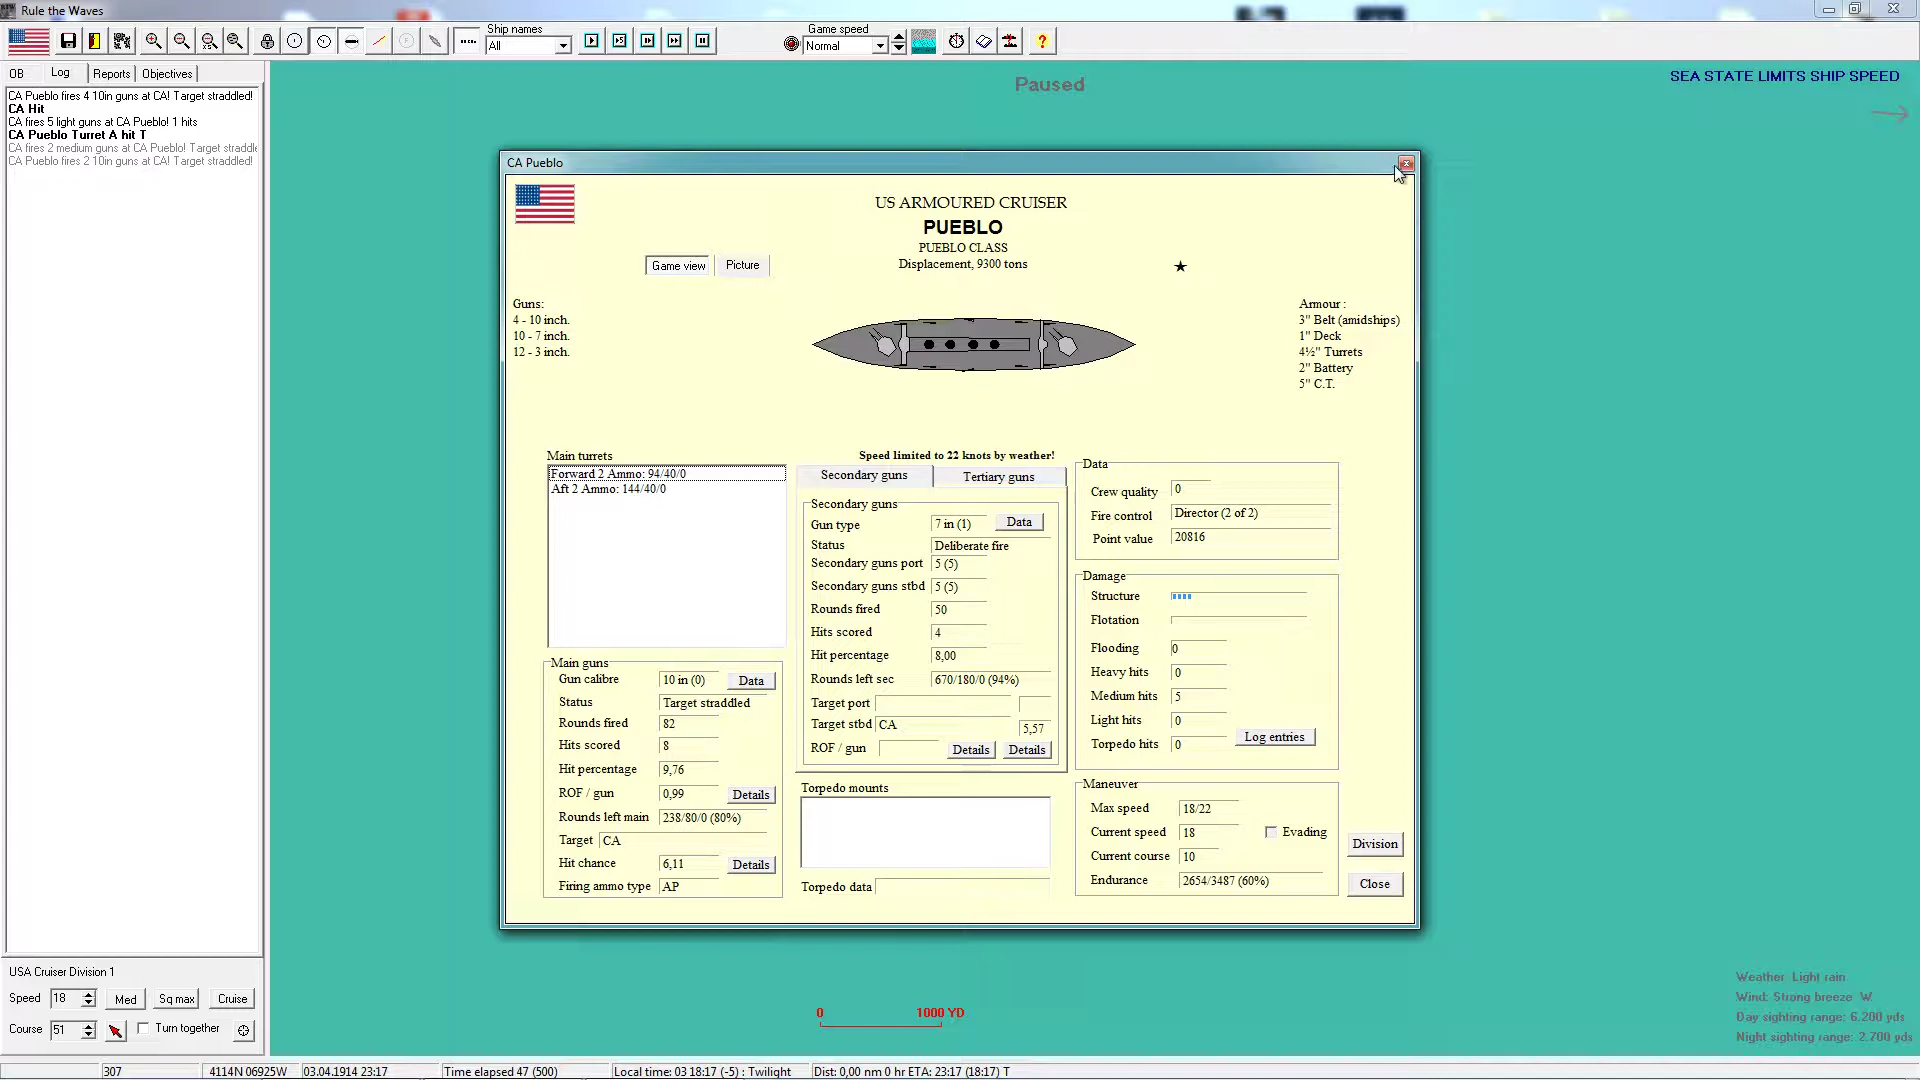 Rule the Waves
Ship names
All
Game speed
Normal
?
OB
Log
Reports
Objectives
CA Pueblo fires 4 10in guns at CA! Target straddled!
CA Hit
CA fires 5 light guns at CA Pueblo! 1 hits
CA Pueblo Turret A hit T
CA fires 2 medium guns at CA Pueblo! Target straddle
CA Pueblo fires 2 10in guns at CA! Target straddled!
Paused
SEA STATE LIMITS SHIP SPEED
CA Pueblo
US ARMOURED CRUISER
PUEBLO
PUEBLO CLASS
Displacement, 9300 tons
Game view
Picture
Guns:
4 - 10 inch.
10 - 7 inch.
12 - 3 inch.
Armour :
3" Belt (amidships)
1" Deck
4½" Turrets
2" Battery
5" C.T.
Main turrets
Forward 2 Ammo: 94/40/0
Aft 2 Ammo: 144/40/0
Speed limited to 22 knots by weather!
Secondary guns
Tertiary guns
Secondary guns
Gun type 7 in (1) Data
Status Deliberate fire
Secondary guns port 5 (5)
Secondary guns stbd 5 (5)
Rounds fired 50
Hits scored 4
Hit percentage 8,00
Rounds left sec 670/180/0 (94%)
Target port
Target stbd CA 5,57
ROF / gun Details Details
Data
Crew quality 0
Fire control Director (2 of 2)
Point value 20816
Damage
Structure
Flotation
Flooding 0
Heavy hits 0
Medium hits 5
Light hits 0
Torpedo hits 0
Log entries
Main guns
Gun calibre 10 in (0) Data
Status Target straddled
Rounds fired 82
Hits scored 8
Hit percentage 9,76
ROF / gun 0,99 Details
Rounds left main 238/80/0 (80%)
Target CA
Hit chance 6,11 Details
Firing ammo type AP
Torpedo mounts
Torpedo data
Maneuver
Max speed 18/22
Current speed 18
Evading
Current course 10
Endurance 2654/3487 (60%)
Division
Close
USA Cruiser Division 1
Speed 18 Med Sq max Cruise
Course 51 Turn together
0 1000 YD
Weather Light rain
Wind: Strong breeze W
Day sighting range: 6.200 yds
Night sighting range: 2.700 yds
307
4114N 06925W
03.04.1914 23:17
Time elapsed 47 (500)
Local time: 03 18:17 (-5) : Twilight
Dist: 0,00 nm 0 hr ETA: 23:17 (18:17) T